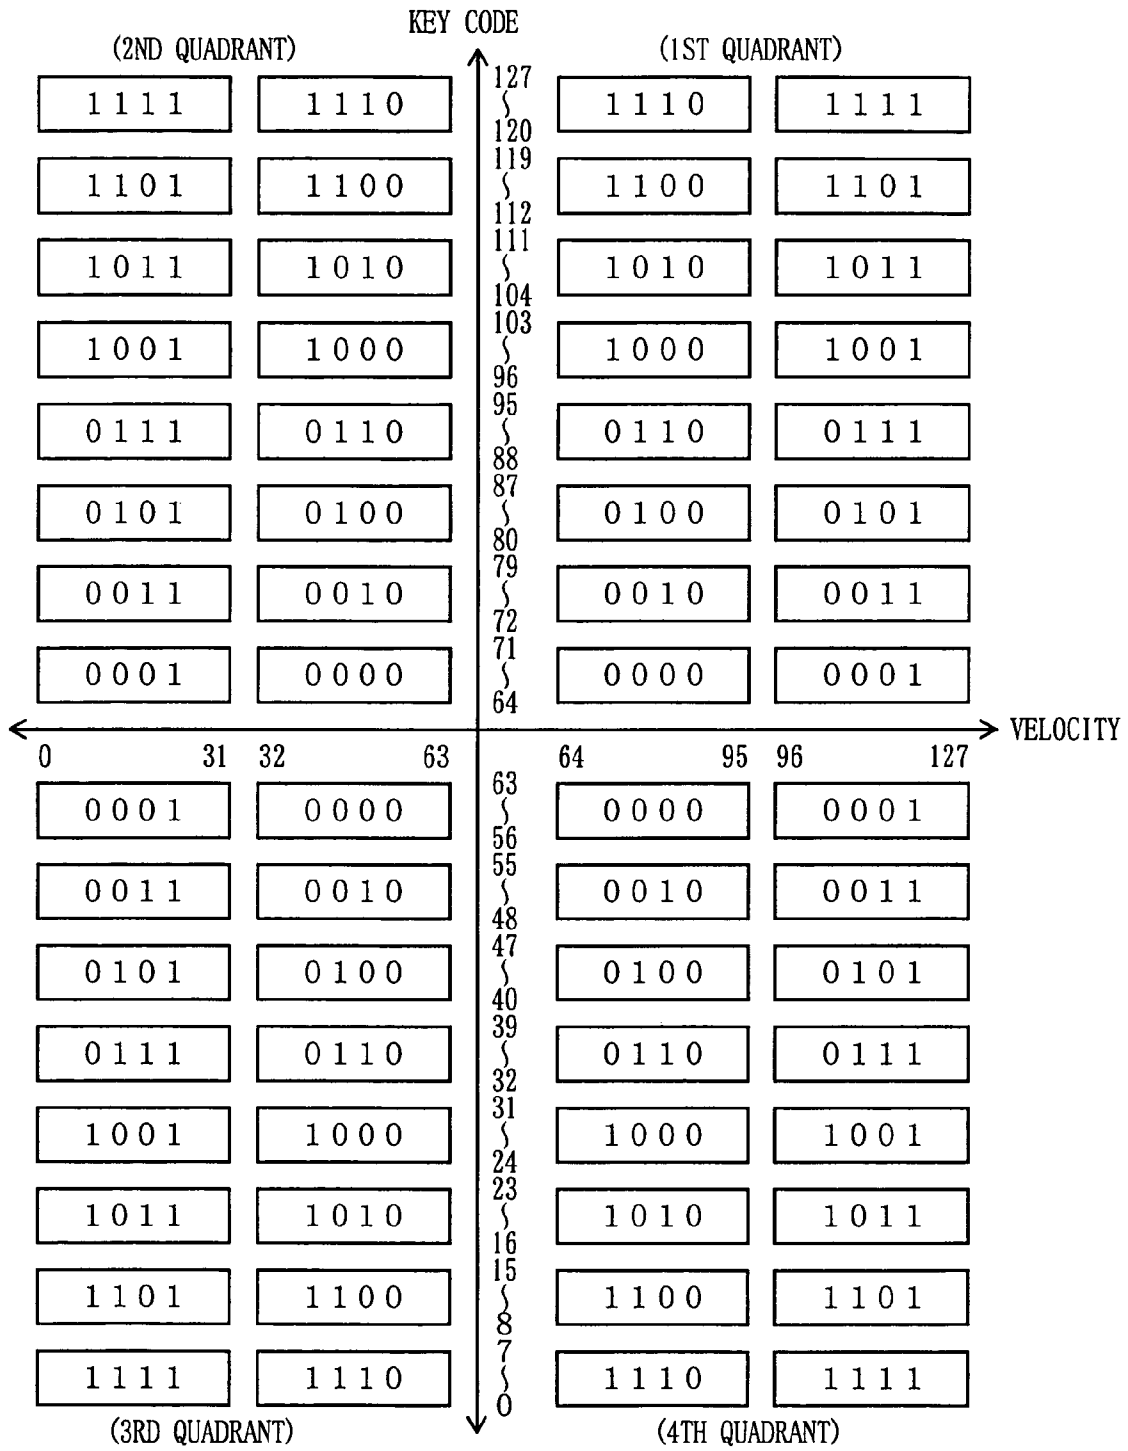 KEY CODE
(2ND QUADRANT) (1ST QUADRANT)
127
1111 1110 ~ 1110 1111
120
119
1101 1100 ~ 1100 1101
112
111
1011 1010 ~ 1010 1011
104
103
1001 1000 ~ 1000 1001
96
95
0111 0110 ~ 0110 0111
88
87
0101 0100 ~ 0100 0101
80
79
0011 0010 ~ 0010 0011
72
71
0001 0000 ~ 0000 0001
64
VELOCITY
0 31 32 63 64 95 96 127
63
0001 0000 ~ 0000 0001
56
55
0011 0010 ~ 0010 0011
48
47
0101 0100 ~ 0100 0101
40
39
0111 0110 ~ 0110 0111
32
31
1001 1000 ~ 1000 1001
24
23
1011 1010 ~ 1010 1011
16
15
1101 1100 ~ 1100 1101
8
7
1111 1110 ~ 1110 1111
0
(3RD QUADRANT) (4TH QUADRANT)